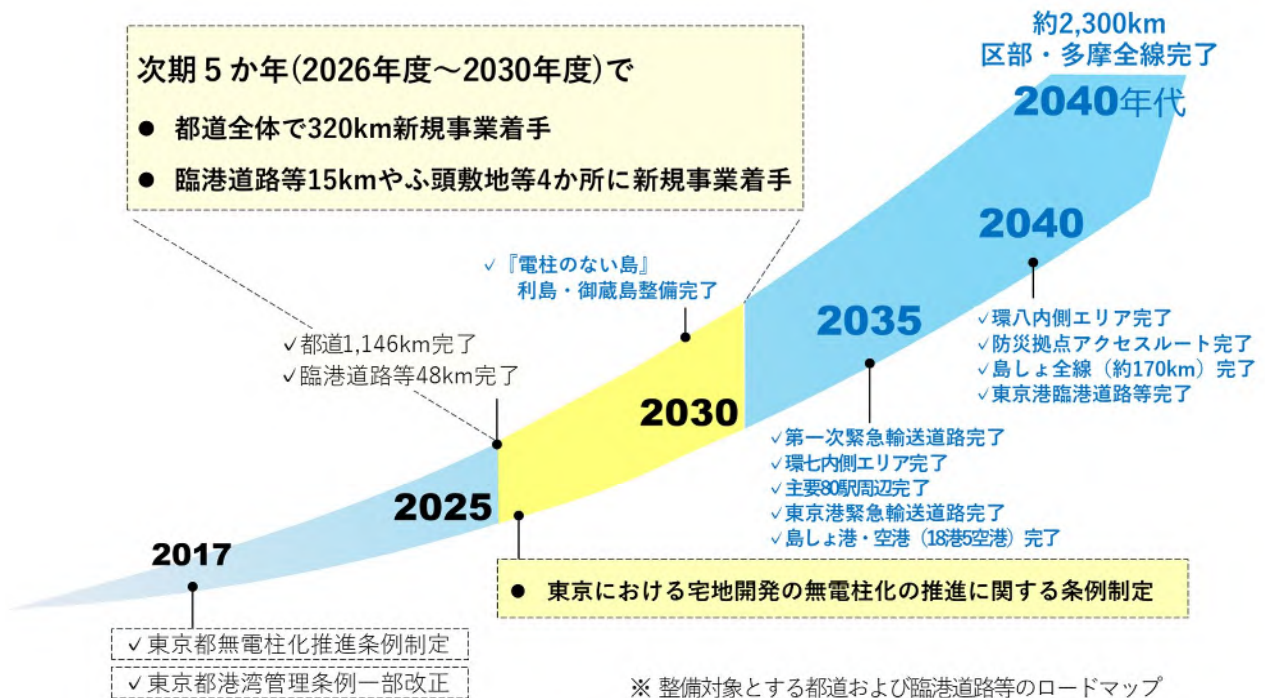 約2,300km
区部・多摩全線完了
2040年代
次期5か年(2026年度～2030年度)で
● 都道全体で320km新規事業着手
● 臨港道路等15kmやふ頭敷地等4か所に新規事業着手
2040
✓『電柱のない島』
利島・御蔵島整備完了
2035
✓環八内側エリア完了
✓防災拠点アクセスルート完了
✓島しょ全線（約170km）完了
✓東京港臨港道路等完了
✓都道1,146km完了
✓臨港道路等48km完了
2030
✓第一次緊急輸送道路完了
✓環七内側エリア完了
✓主要80駅周辺完了
✓東京港緊急輸送道路完了
✓島しょ港・空港（18港5空港）完了
2025
2017
● 東京における宅地開発の無電柱化の推進に関する条例制定
✓東京都無電柱化推進条例制定
✓東京都港湾管理条例一部改正
※ 整備対象とする都道および臨港道路等のロードマップ